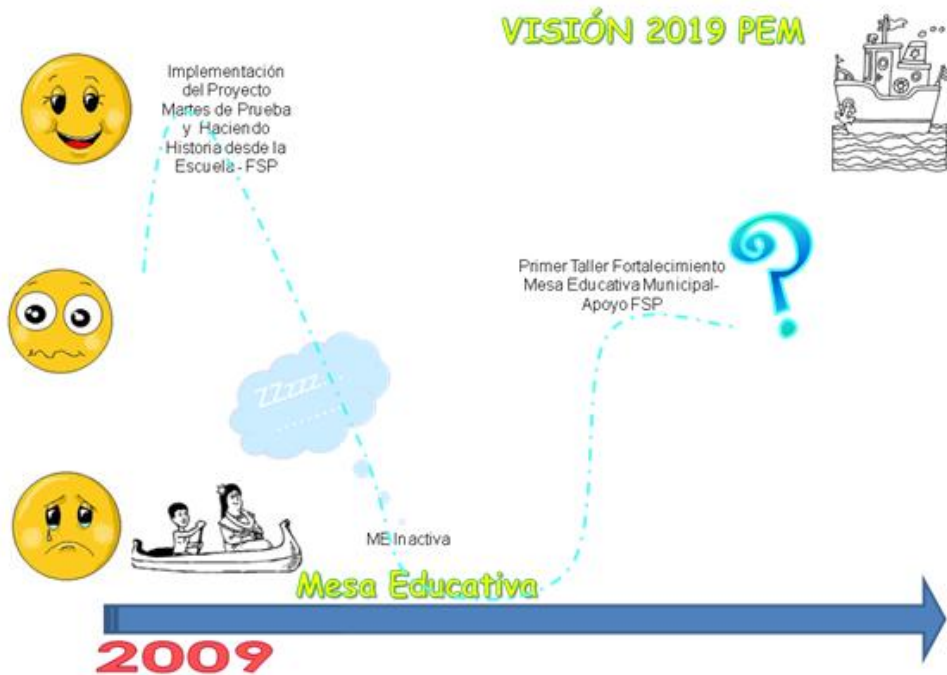 VISIÓN 2019 PEM
Implementación
del Proyecto
Martes de Prueba
y Haciendo
Historia desde la
Escuela - FSP
Primer Taller Fortalecimiento
Mesa Educativa Municipal-
Apoyo FSP
?
ZZzzz...
...........
ME Inactiva
Mesa Educativa
2009